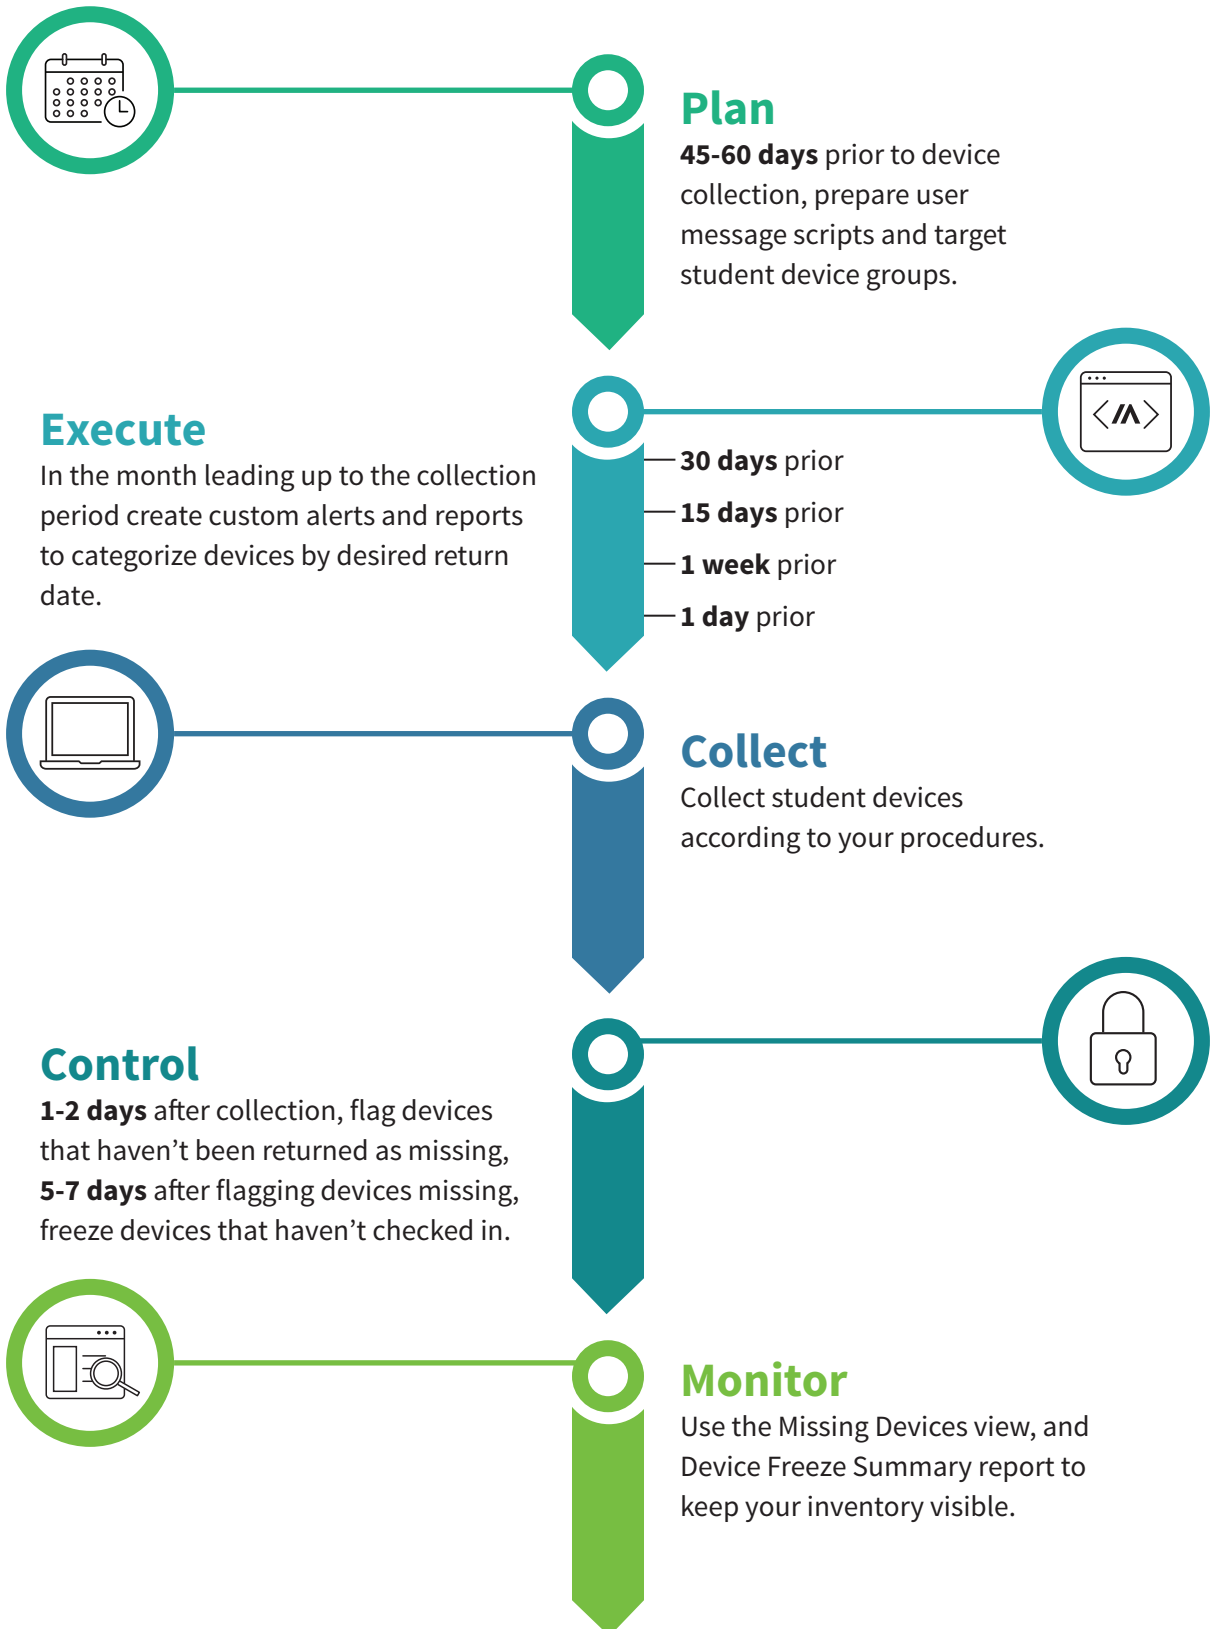 Plan
45-60 days prior to device
collection, prepare user
message scripts and target
student device groups.
Execute
In the month leading up to the collection
period create custom alerts and reports
to categorize devices by desired return
date.
30 days prior
15 days prior
1 week prior
1 day prior
Collect
Collect student devices
according to your procedures.
Control
1-2 days after collection, flag devices
that haven’t been returned as missing,
5-7 days after flagging devices missing,
freeze devices that haven’t checked in.
Monitor
Use the Missing Devices view, and
Device Freeze Summary report to
keep your inventory visible.